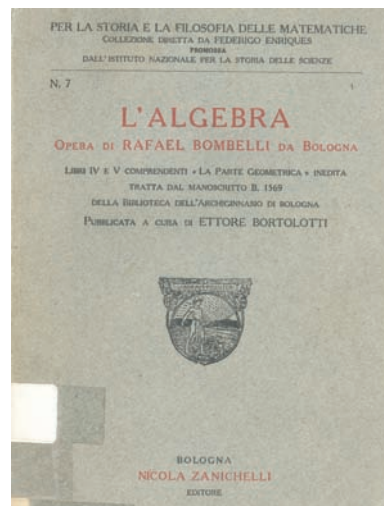 PER LA STORIA E LA FILOSOFIA DELLE MATEMATICHE
COLLEZIONE DIRETTA DA FEDERIGO ENRIQUES
PROMOSSA
DALL'ISTITUTO NAZIONALE PER LA STORIA DELLE SCIENZE
N. 7
L'ALGEBRA
OPERA DI RAFAEL BOMBELLI DA BOLOGNA
LIBRI IV E V COMPRENDENTI « LA PARTE GEOMETRICA » INEDITA
TRATTA DAL MANOSCRITTO B. 1569
DELLA BIBLIOTECA DELL'ARCHIGINNASIO DI BOLOGNA
PUBBLICATA A CURA DI ETTORE BORTOLOTTI
BOLOGNA
NICOLA ZANICHELLI
EDITORE